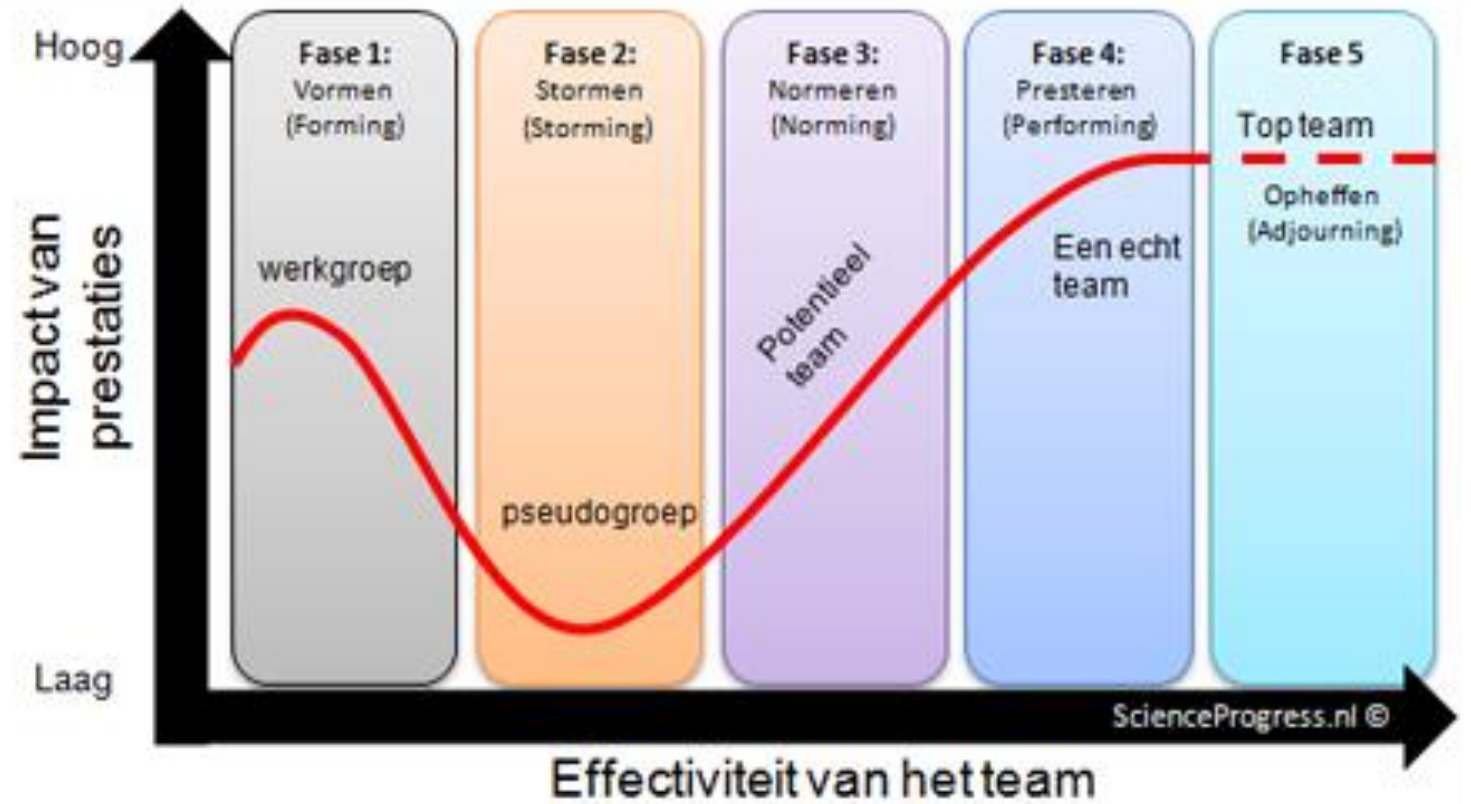 Hoog
Fase 1:
Vormen
(Forming)
werkgroep
Fase 2:
Stormen
(Storming)
pseudogroep
Fase 3:
Normeren
(Norming)
Potentieel
team
Fase 4:
Presteren
(Performing)
Een echt
team
Fase 5
Top team
Opheffen
(Adjourning)
Impact van
prestaties
Laag
ScienceProgress.nl ©
Effectiviteit van het team